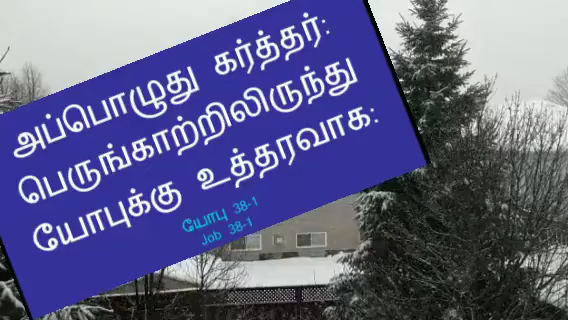 அப்பொழுது கர்த்தர்:
பெருங்காற்றிலிருந்து
யோபுக்கு உத்தரவாக:
யோபு 38-1
Job 38-1